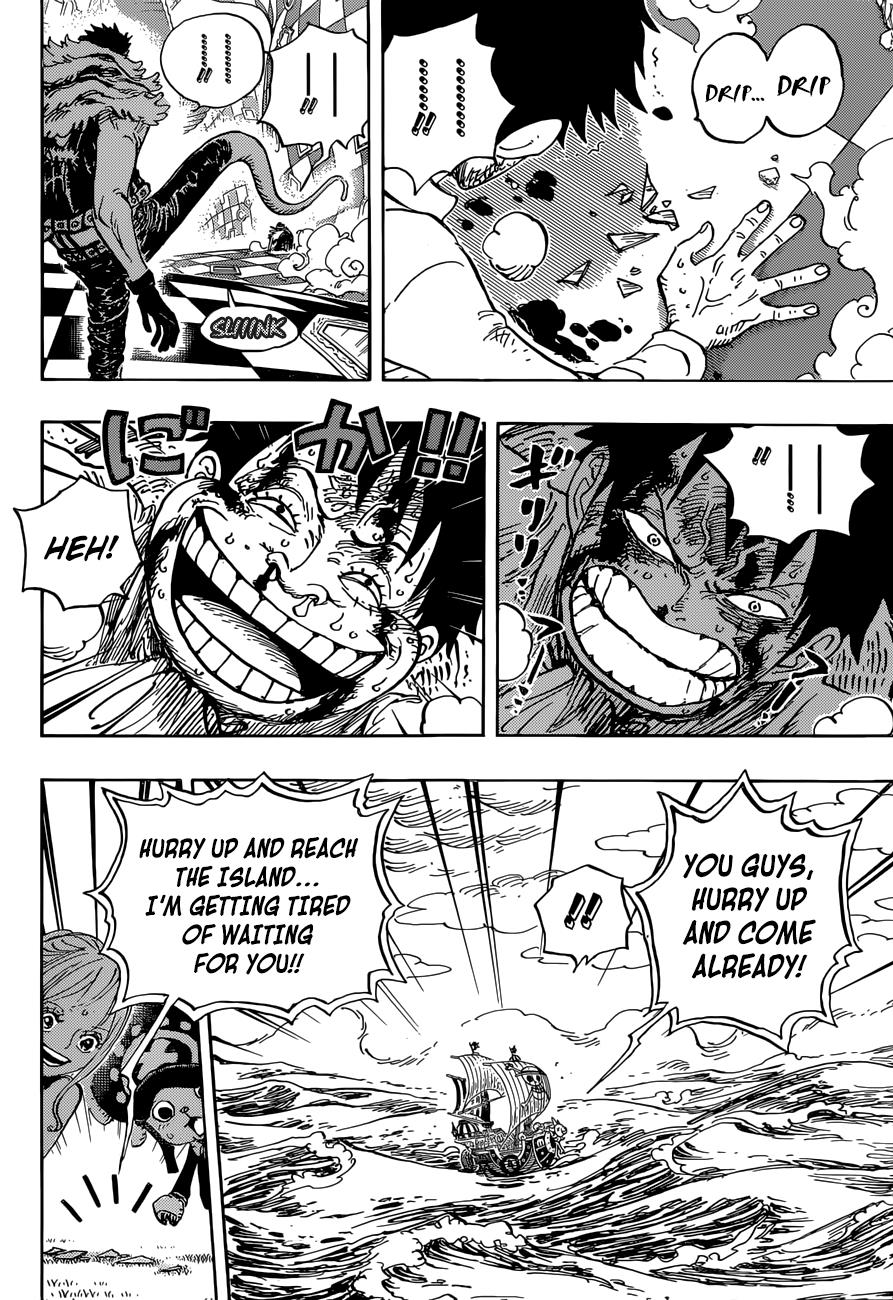 DRIP... DRIP
............!!
——!!
............!!
SLIIINK
——...!!
ギリリ
にか!!
HEH!
YOU GUYS,
HURRY UP
AND COME
ALREADY!
!!
HURRY UP AND REACH
THE ISLAND...
I'M GETTING TIRED
OF WAITING
FOR YOU!!